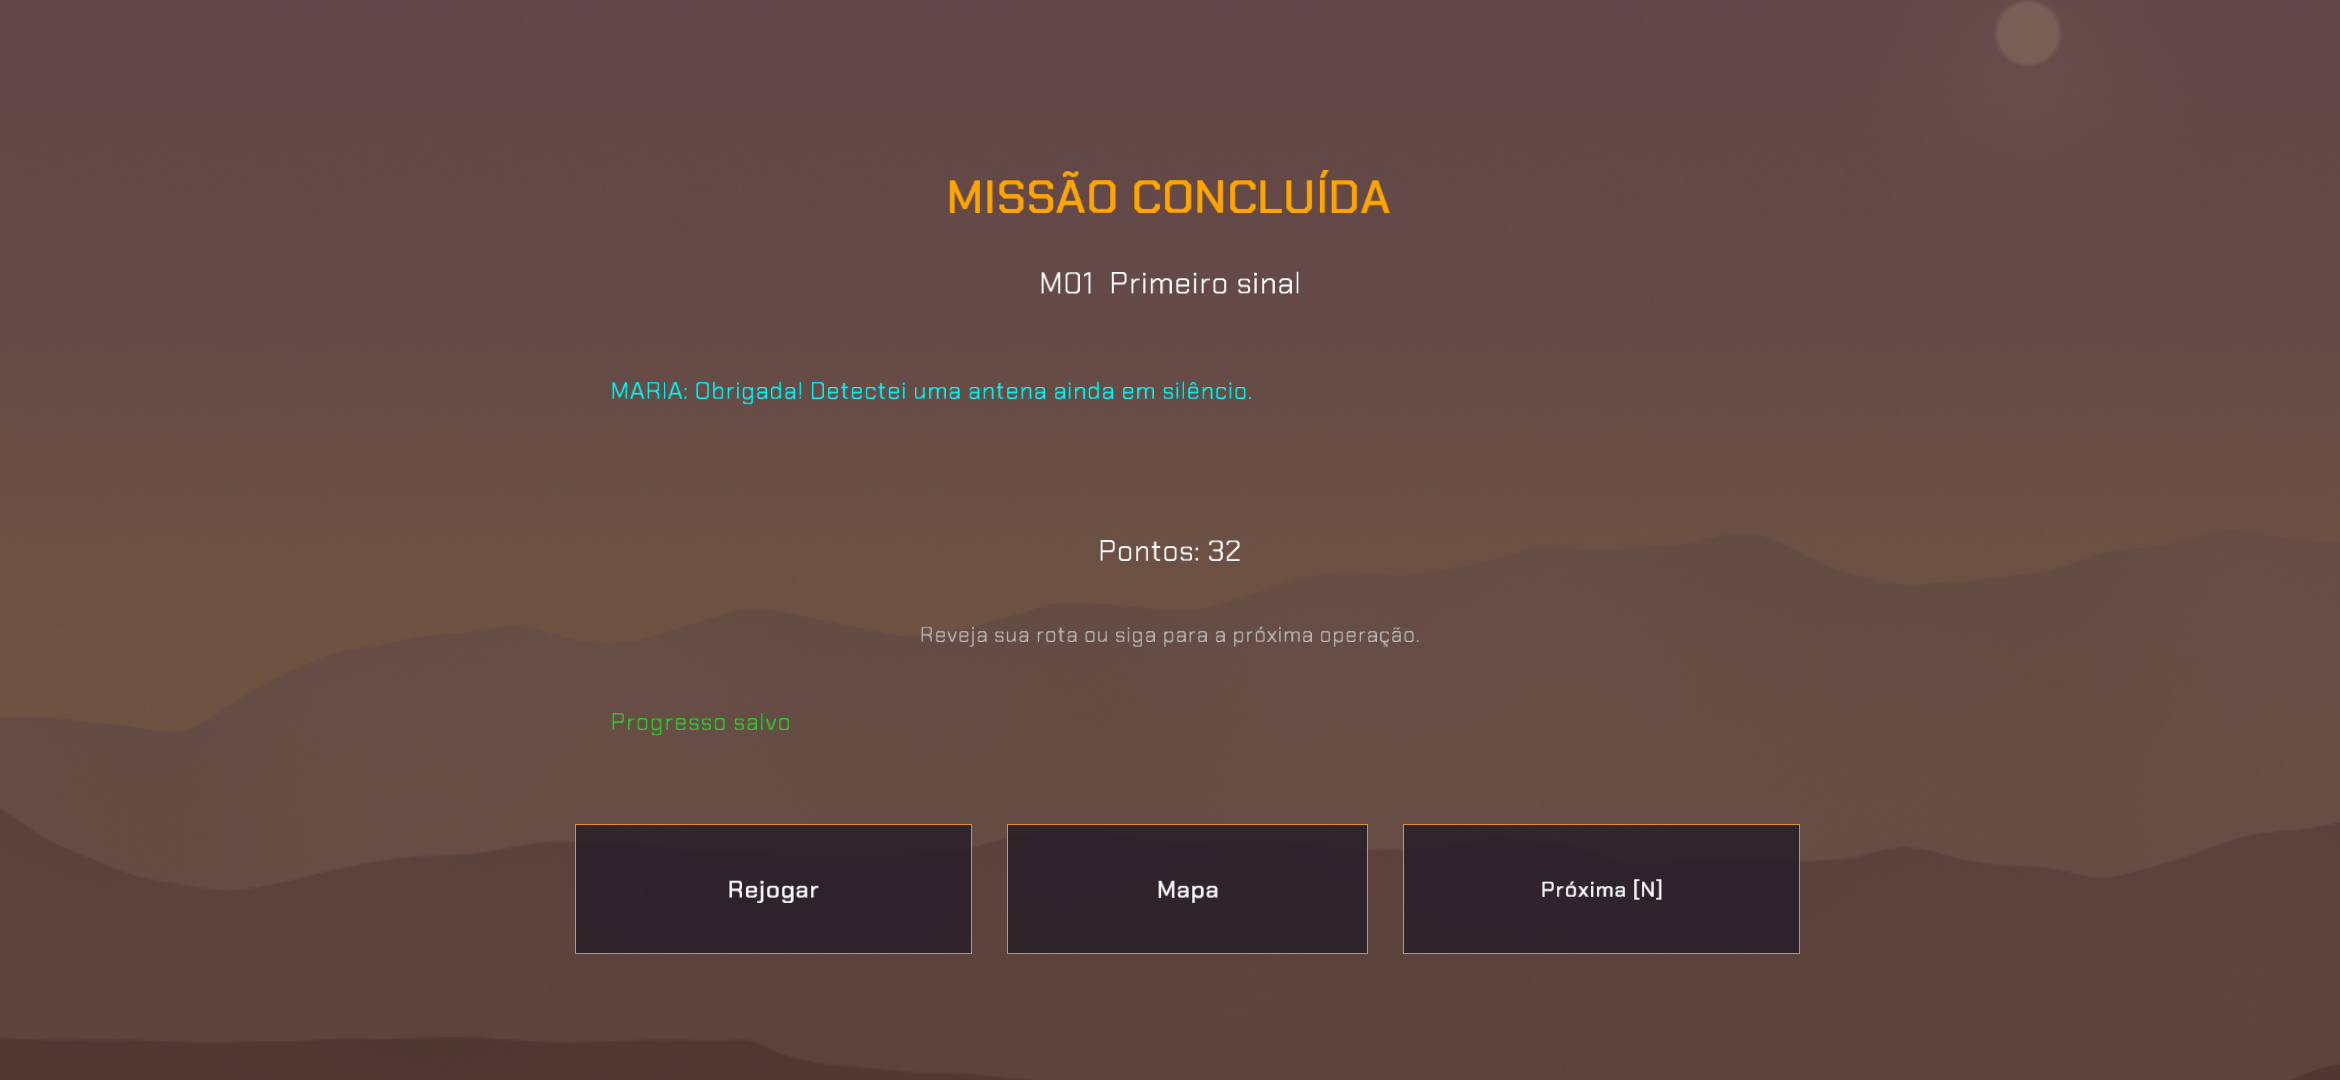 MISSÃO CONCLUÍDA
M01 Primeiro sinal
MARIA: Obrigada! Detectei uma antena ainda em silêncio.
Pontos: 32
Reveja sua rota ou siga para a próxima operação.
Progresso salvo
Rejogar
Mapa
Próxima [N]